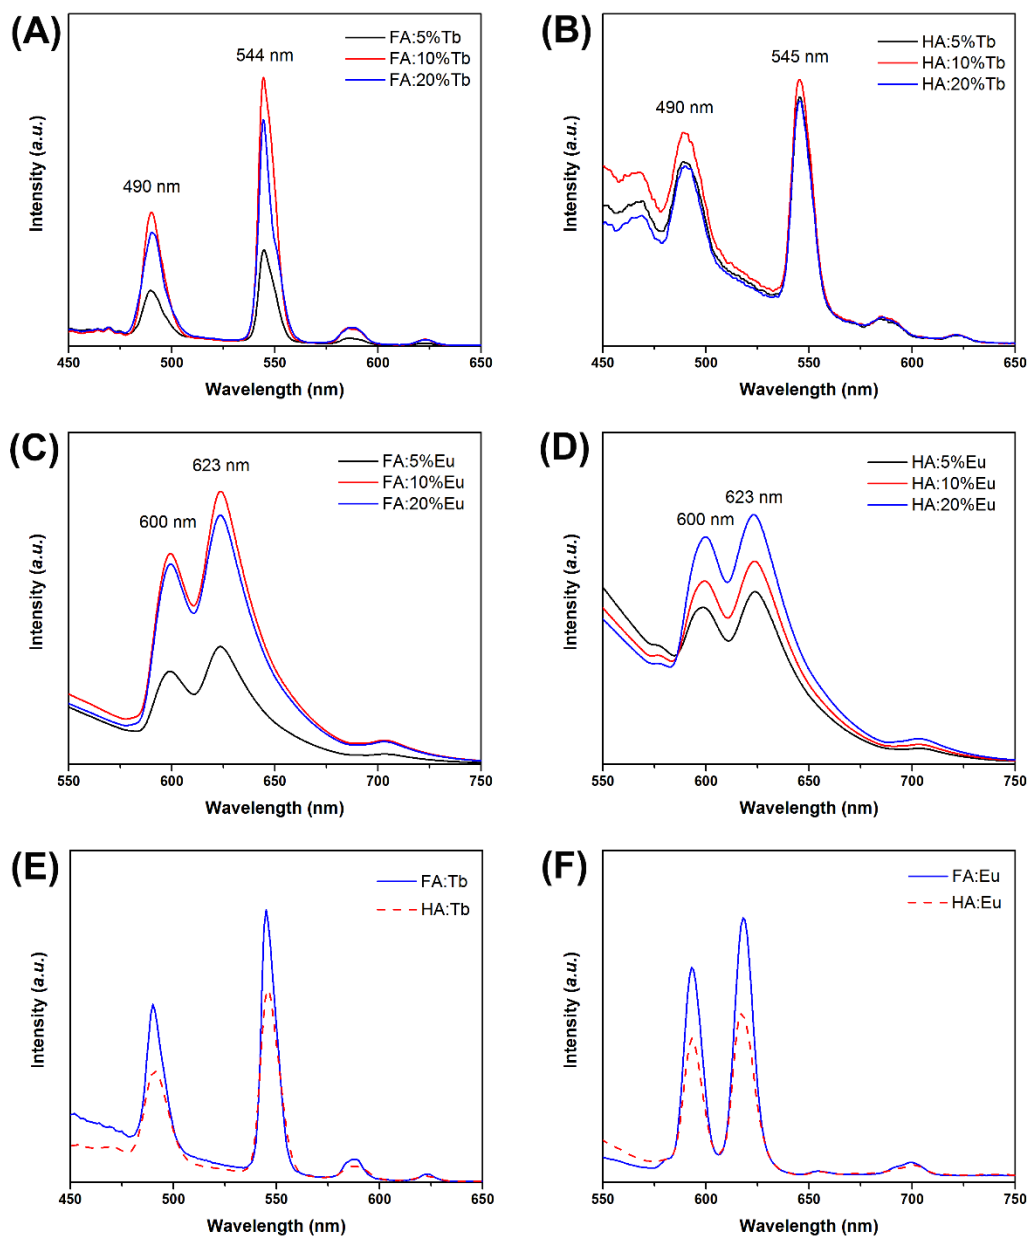 (A)
FA:5%Tb
FA:10%Tb
FA:20%Tb
544 nm
490 nm
Intensity (a.u.)
450 500 550 600 650
Wavelength (nm)
(B)
HA:5%Tb
HA:10%Tb
HA:20%Tb
545 nm
490 nm
Intensity (a.u.)
450 500 550 600 650
Wavelength (nm)
(C)
FA:5%Eu
FA:10%Eu
FA:20%Eu
623 nm
600 nm
Intensity (a.u.)
550 600 650 700 750
Wavelength (nm)
(D)
HA:5%Eu
HA:10%Eu
HA:20%Eu
623 nm
600 nm
Intensity (a.u.)
550 600 650 700 750
Wavelength (nm)
(E)
FA:Tb
HA:Tb
Intensity (a.u.)
450 500 550 600 650
Wavelength (nm)
(F)
FA:Eu
HA:Eu
Intensity (a.u.)
550 600 650 700 750
Wavelength (nm)